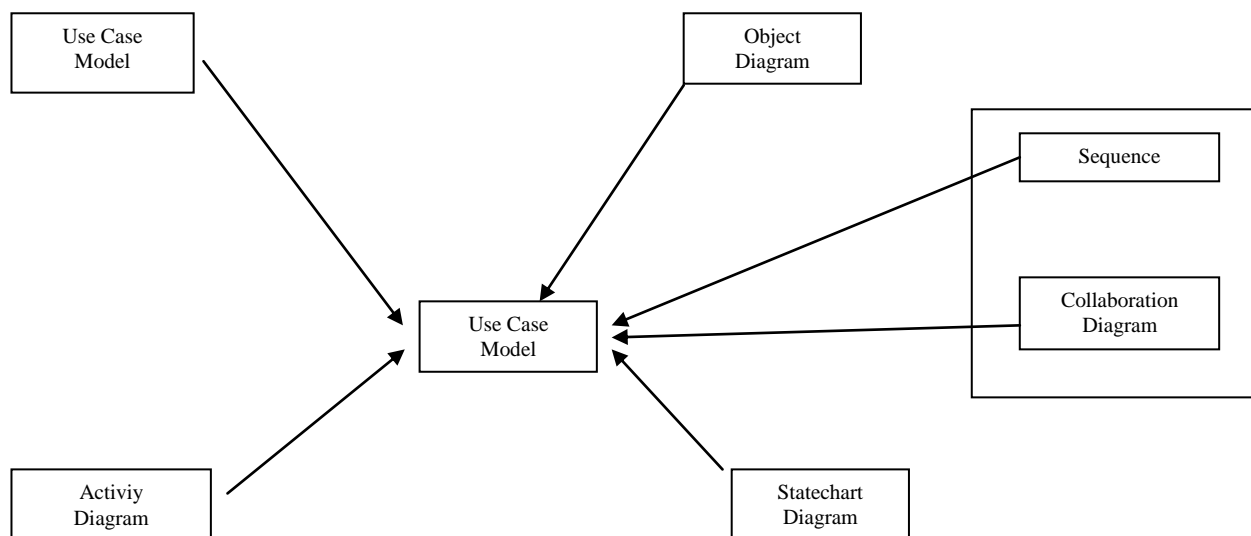 Use Case
Model
Object
Diagram
Sequence
Collaboration
Diagram
Use Case
Model
Activiy
Diagram
Statechart
Diagram